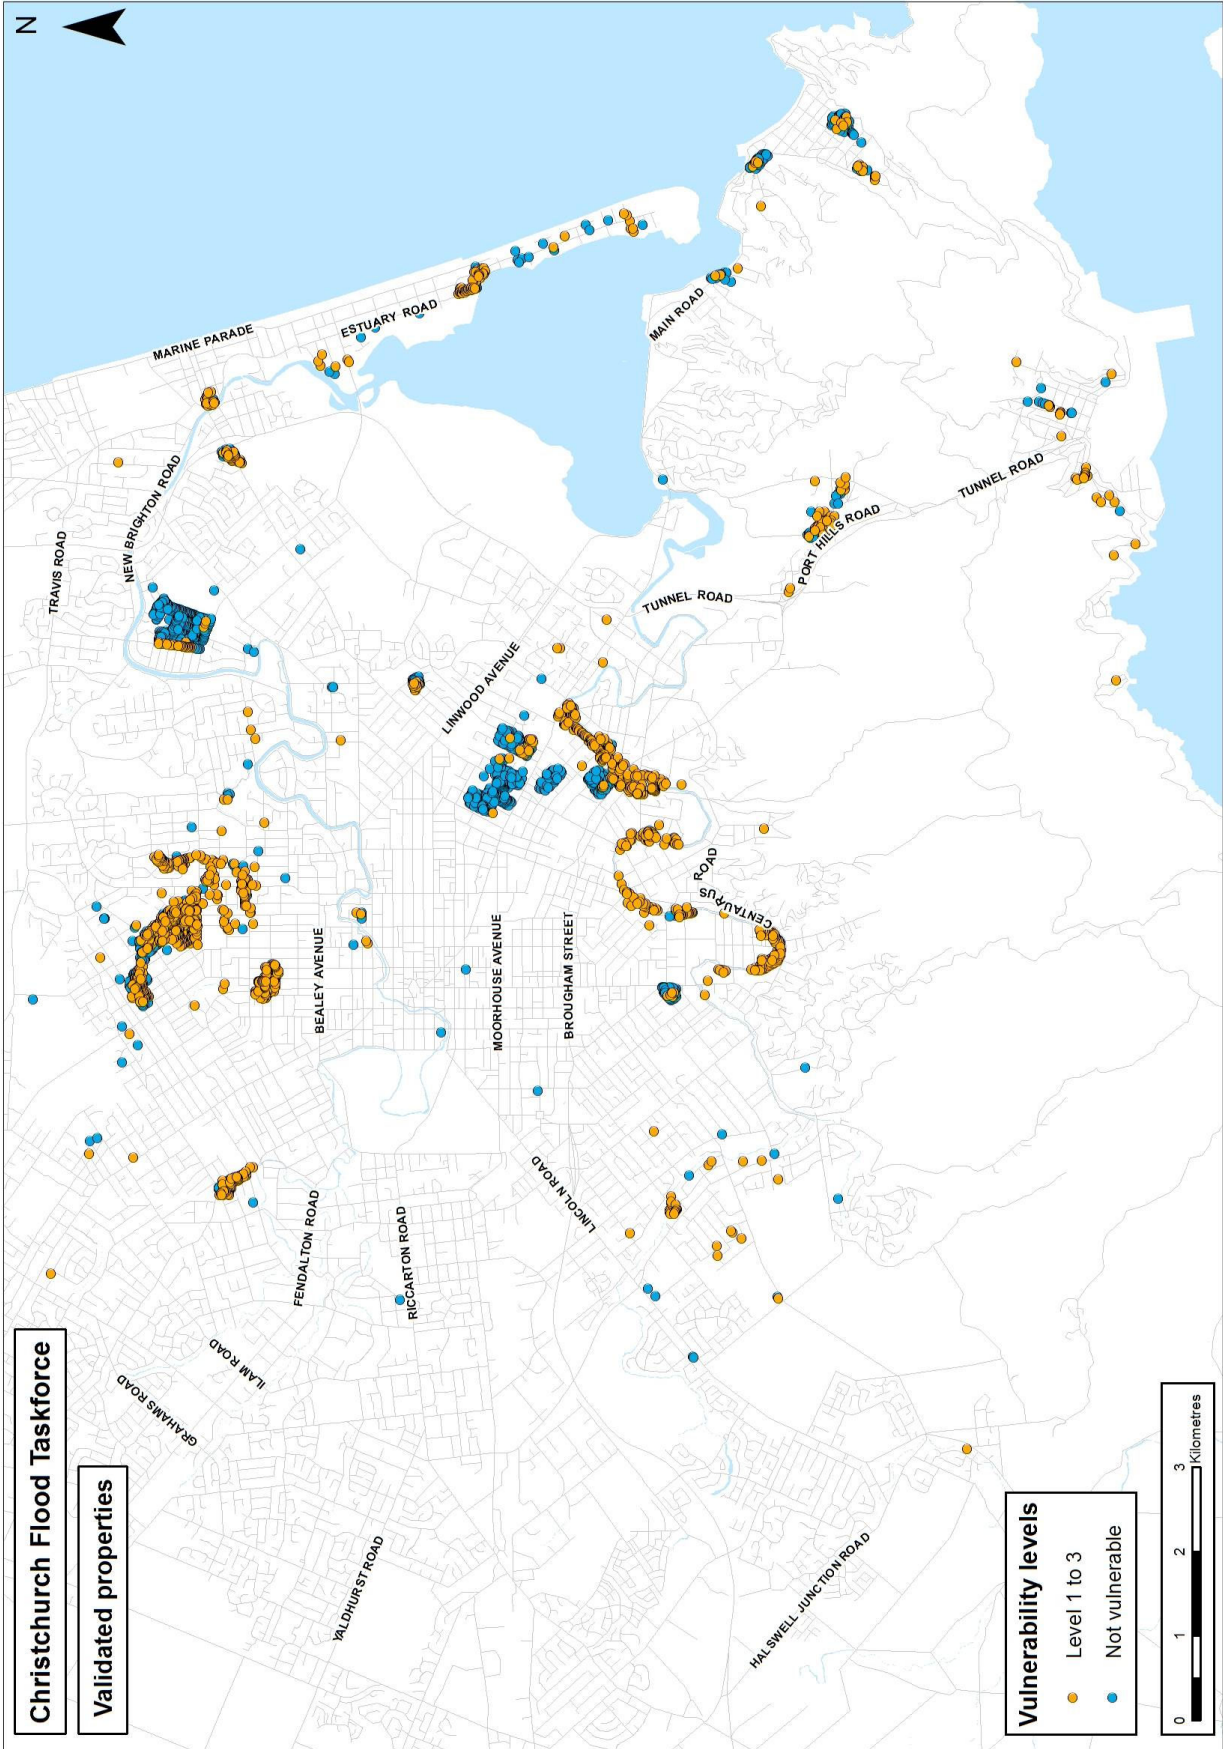 Christchurch Flood Taskforce
Validated properties
N
GRAHAMS ROAD
ILAM ROAD
YALDHURST ROAD
FENDALTON ROAD
RICCARTON ROAD
BEALEY AVENUE
TRAVIS ROAD
NEW BRIGHTON ROAD
MARINE PARADE
ESTUARY ROAD
LINWOOD AVENUE
MOORHOUSE AVENUE
BROUGHAM STREET
LINCOLN ROAD
CENTAURUS
ROAD
TUNNEL ROAD
MAIN ROAD
PORT HILLS ROAD
TUNNEL ROAD
HALSWELL JUNCTION ROAD
Vulnerability levels
Level 1 to 3
Not vulnerable
0 1 2 3
Kilometres